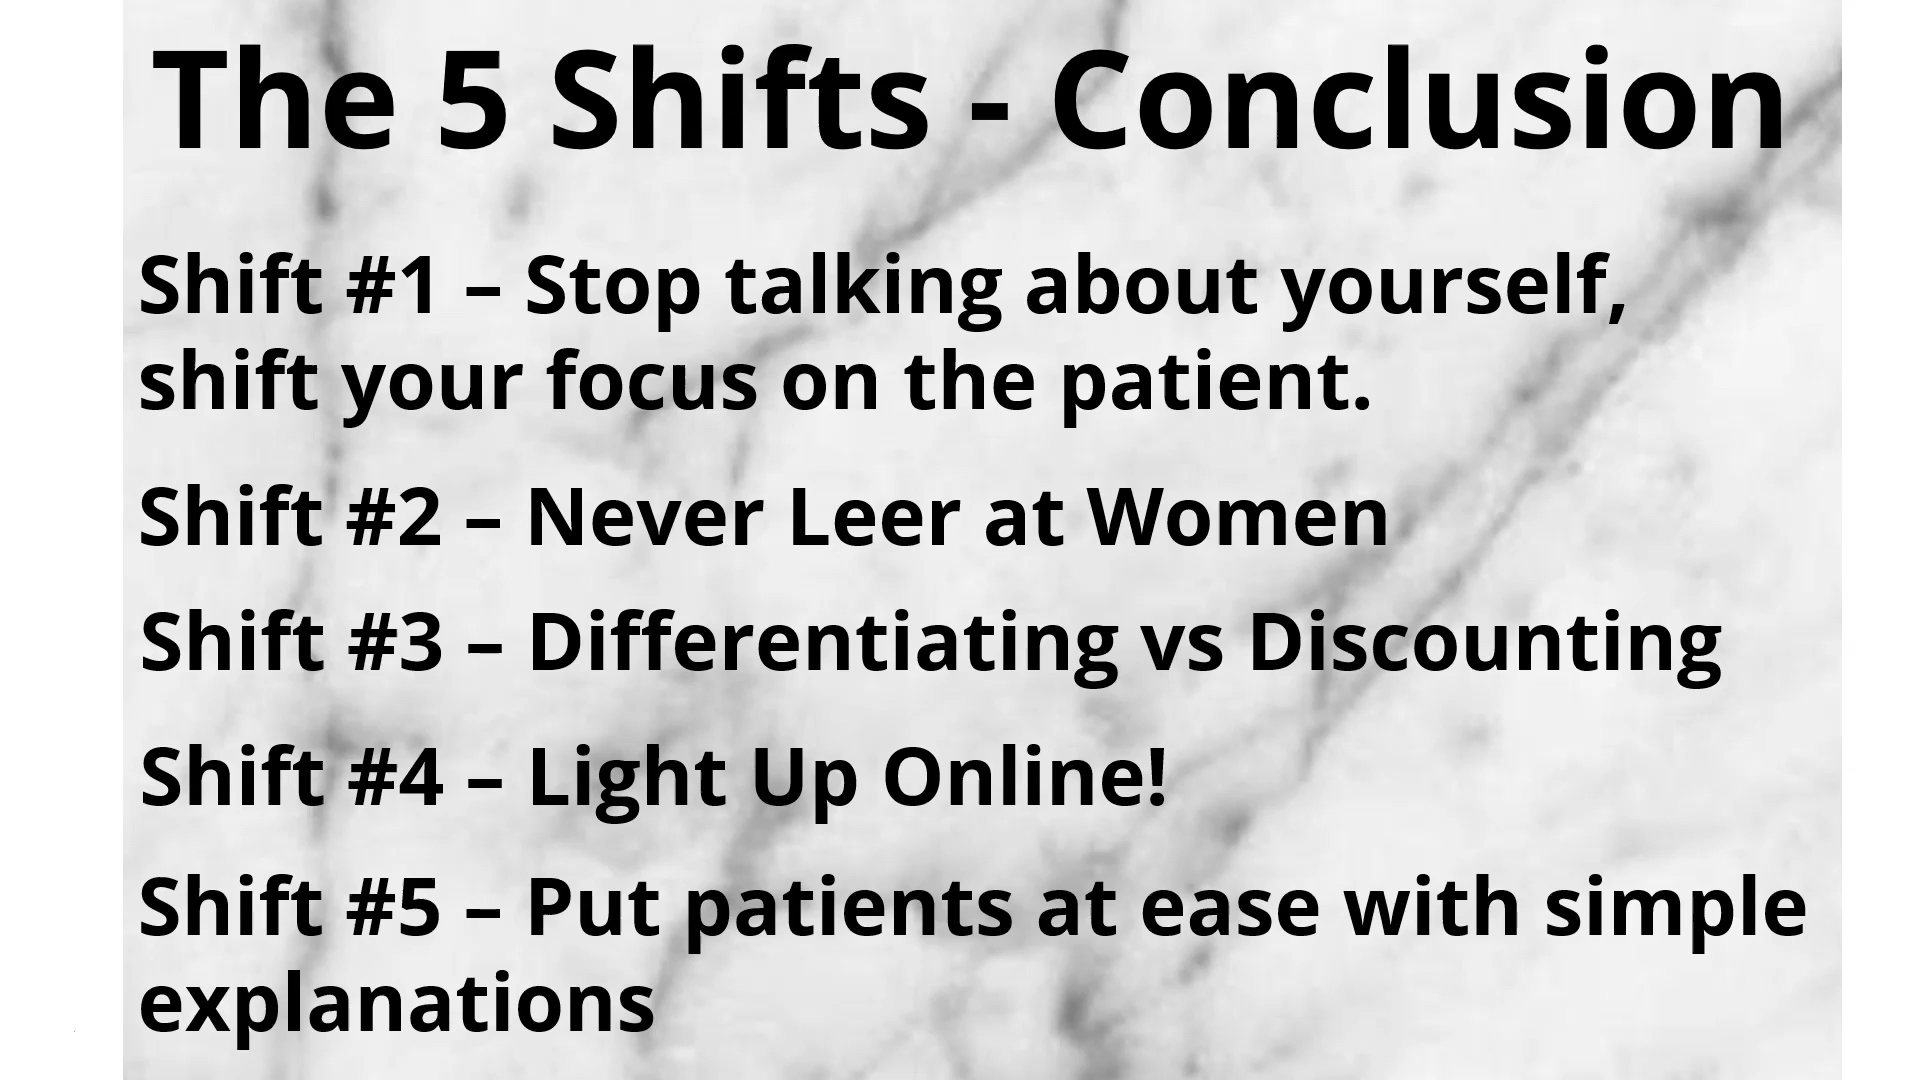 The 5 Shifts - Conclusion
Shift #1 – Stop talking about yourself,
shift your focus on the patient.
Shift #2 – Never Leer at Women
Shift #3 – Differentiating vs Discounting
Shift #4 – Light Up Online!
Shift #5 – Put patients at ease with simple
explanations